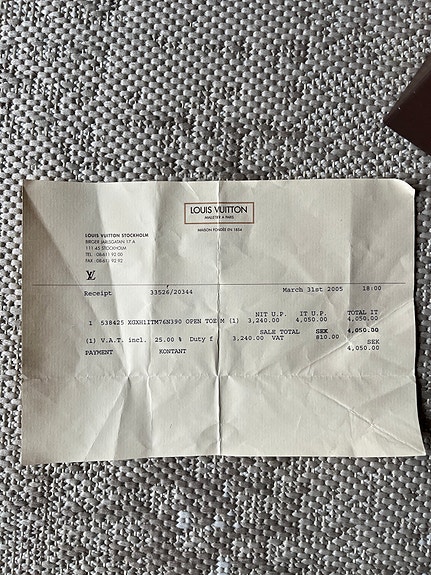 LOUIS VUITTON
MALLETIER A PARIS
MAISON FONDÉE EN 1854
LOUIS VUITTON STOCKHOLM
BIRGER JARLSGATAN 17 A
111 45 STOCKHOLM
TEL : 08-611 92 00
FAX : 08-611 92 92
LV
Receipt 33526/20344 March 31st 2005 18:00
NIT U.P. IT U.P. TOTAL IT
1 538425 XGXH1ITM76N390 OPEN TOE M (1) 3,240.00 4,050.00 4,050.00
SALE TOTAL SEK 4,050.00
(1) V.A.T. incl. 25.00 % Duty f 3,240.00 VAT 810.00
SEK
PAYMENT KONTANT 4,050.00